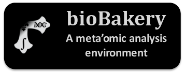 bioBakery
A meta'omic analysis
environment